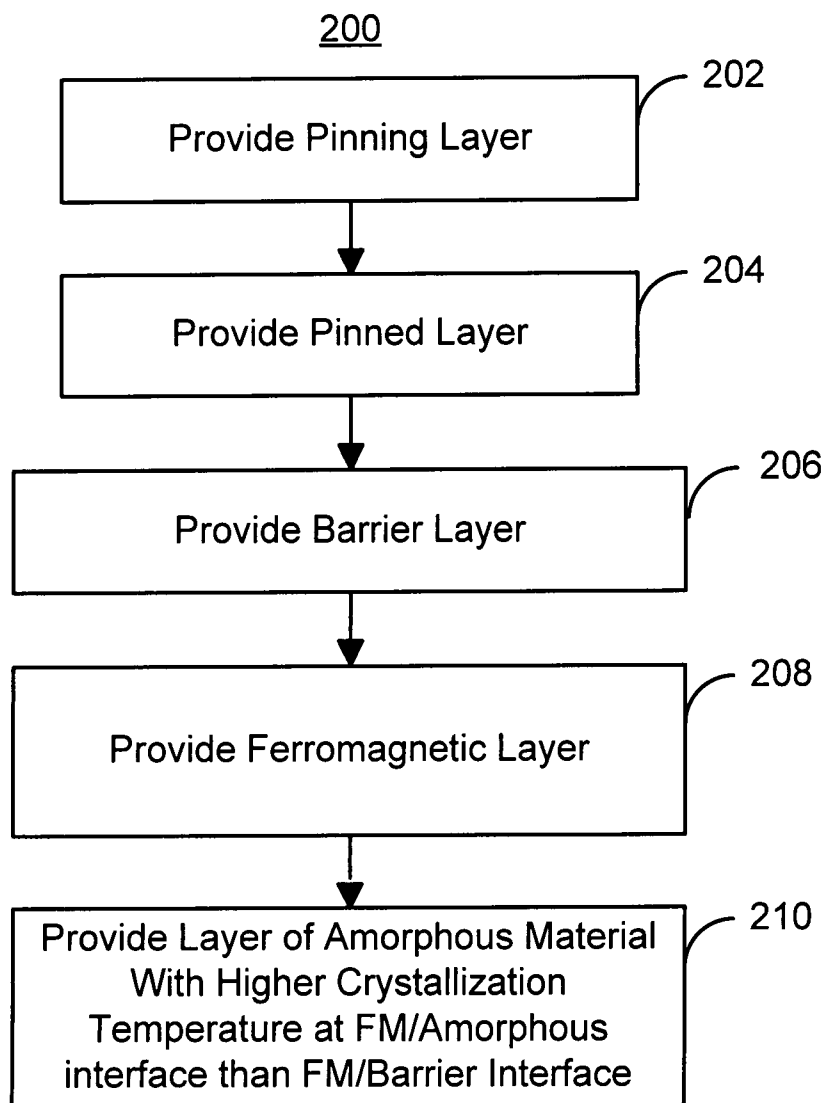 200
202
Provide Pinning Layer
204
Provide Pinned Layer
206
Provide Barrier Layer
208
Provide Ferromagnetic Layer
210
Provide Layer of Amorphous Material
With Higher Crystallization
Temperature at FM/Amorphous
interface than FM/Barrier Interface